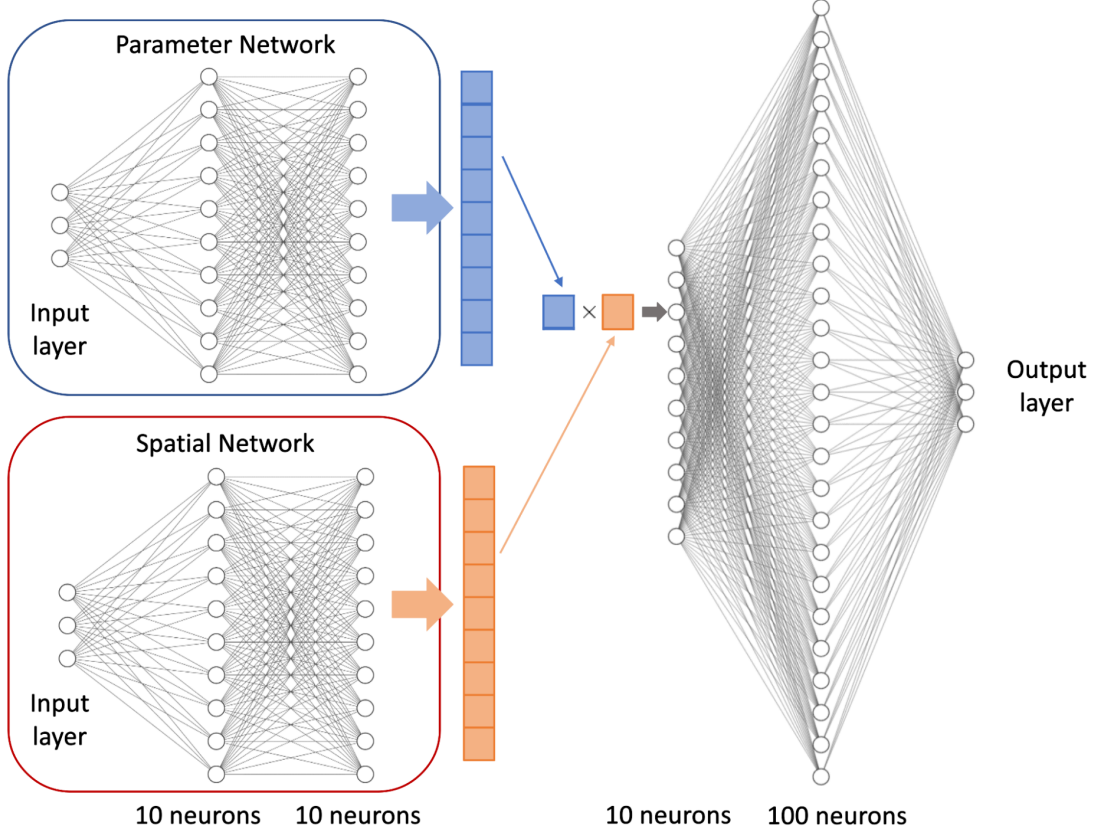 Parameter Network
Input
layer
×
Spatial Network
Input
layer
Output
layer
10 neurons
10 neurons
10 neurons
100 neurons